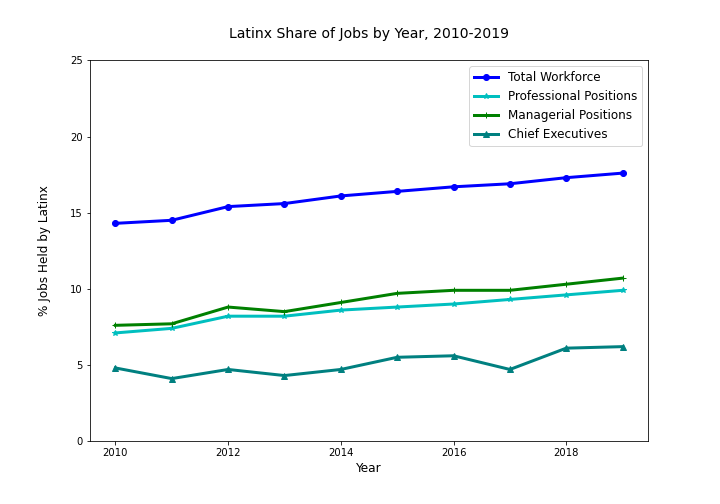 Latinx Share of Jobs by Year, 2010-2019
Total Workforce
Professional Positions
Managerial Positions
Chief Executives
% Jobs Held by Latinx
25
20
15
10
5
0
2010 2012 2014 2016 2018
Year